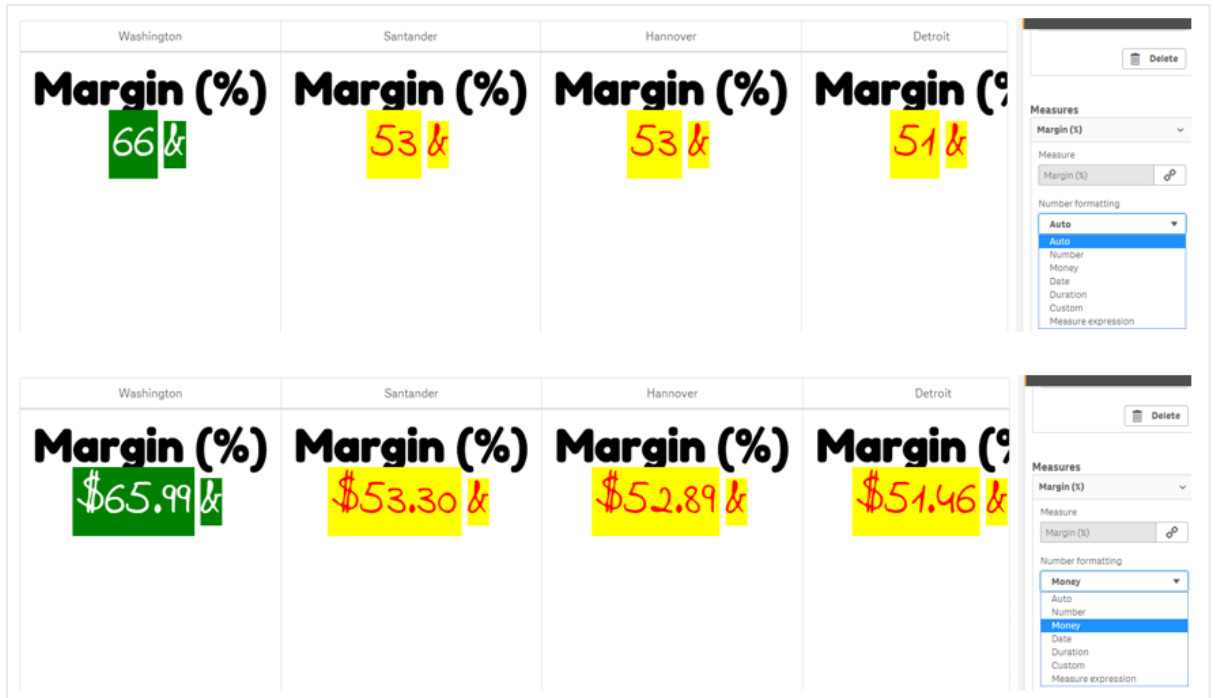 Washington Santander Hannover Detroit
Margin (%) Margin (%) Margin (%) Margin (%
66 & 53 & 53 & 51 &
Delete
Measures
Margin (%)
Measure
Margin (%)
Number formatting
Auto
Auto
Number
Money
Date
Duration
Custom
Measure expression
Washington Santander Hannover Detroit
Margin (%) Margin (%) Margin (%) Margin (%
$65.99 & $53.30 & $52.89 & $51.46 &
Delete
Measures
Margin (%)
Measure
Margin (%)
Number formatting
Money
Auto
Number
Money
Date
Duration
Custom
Measure expression